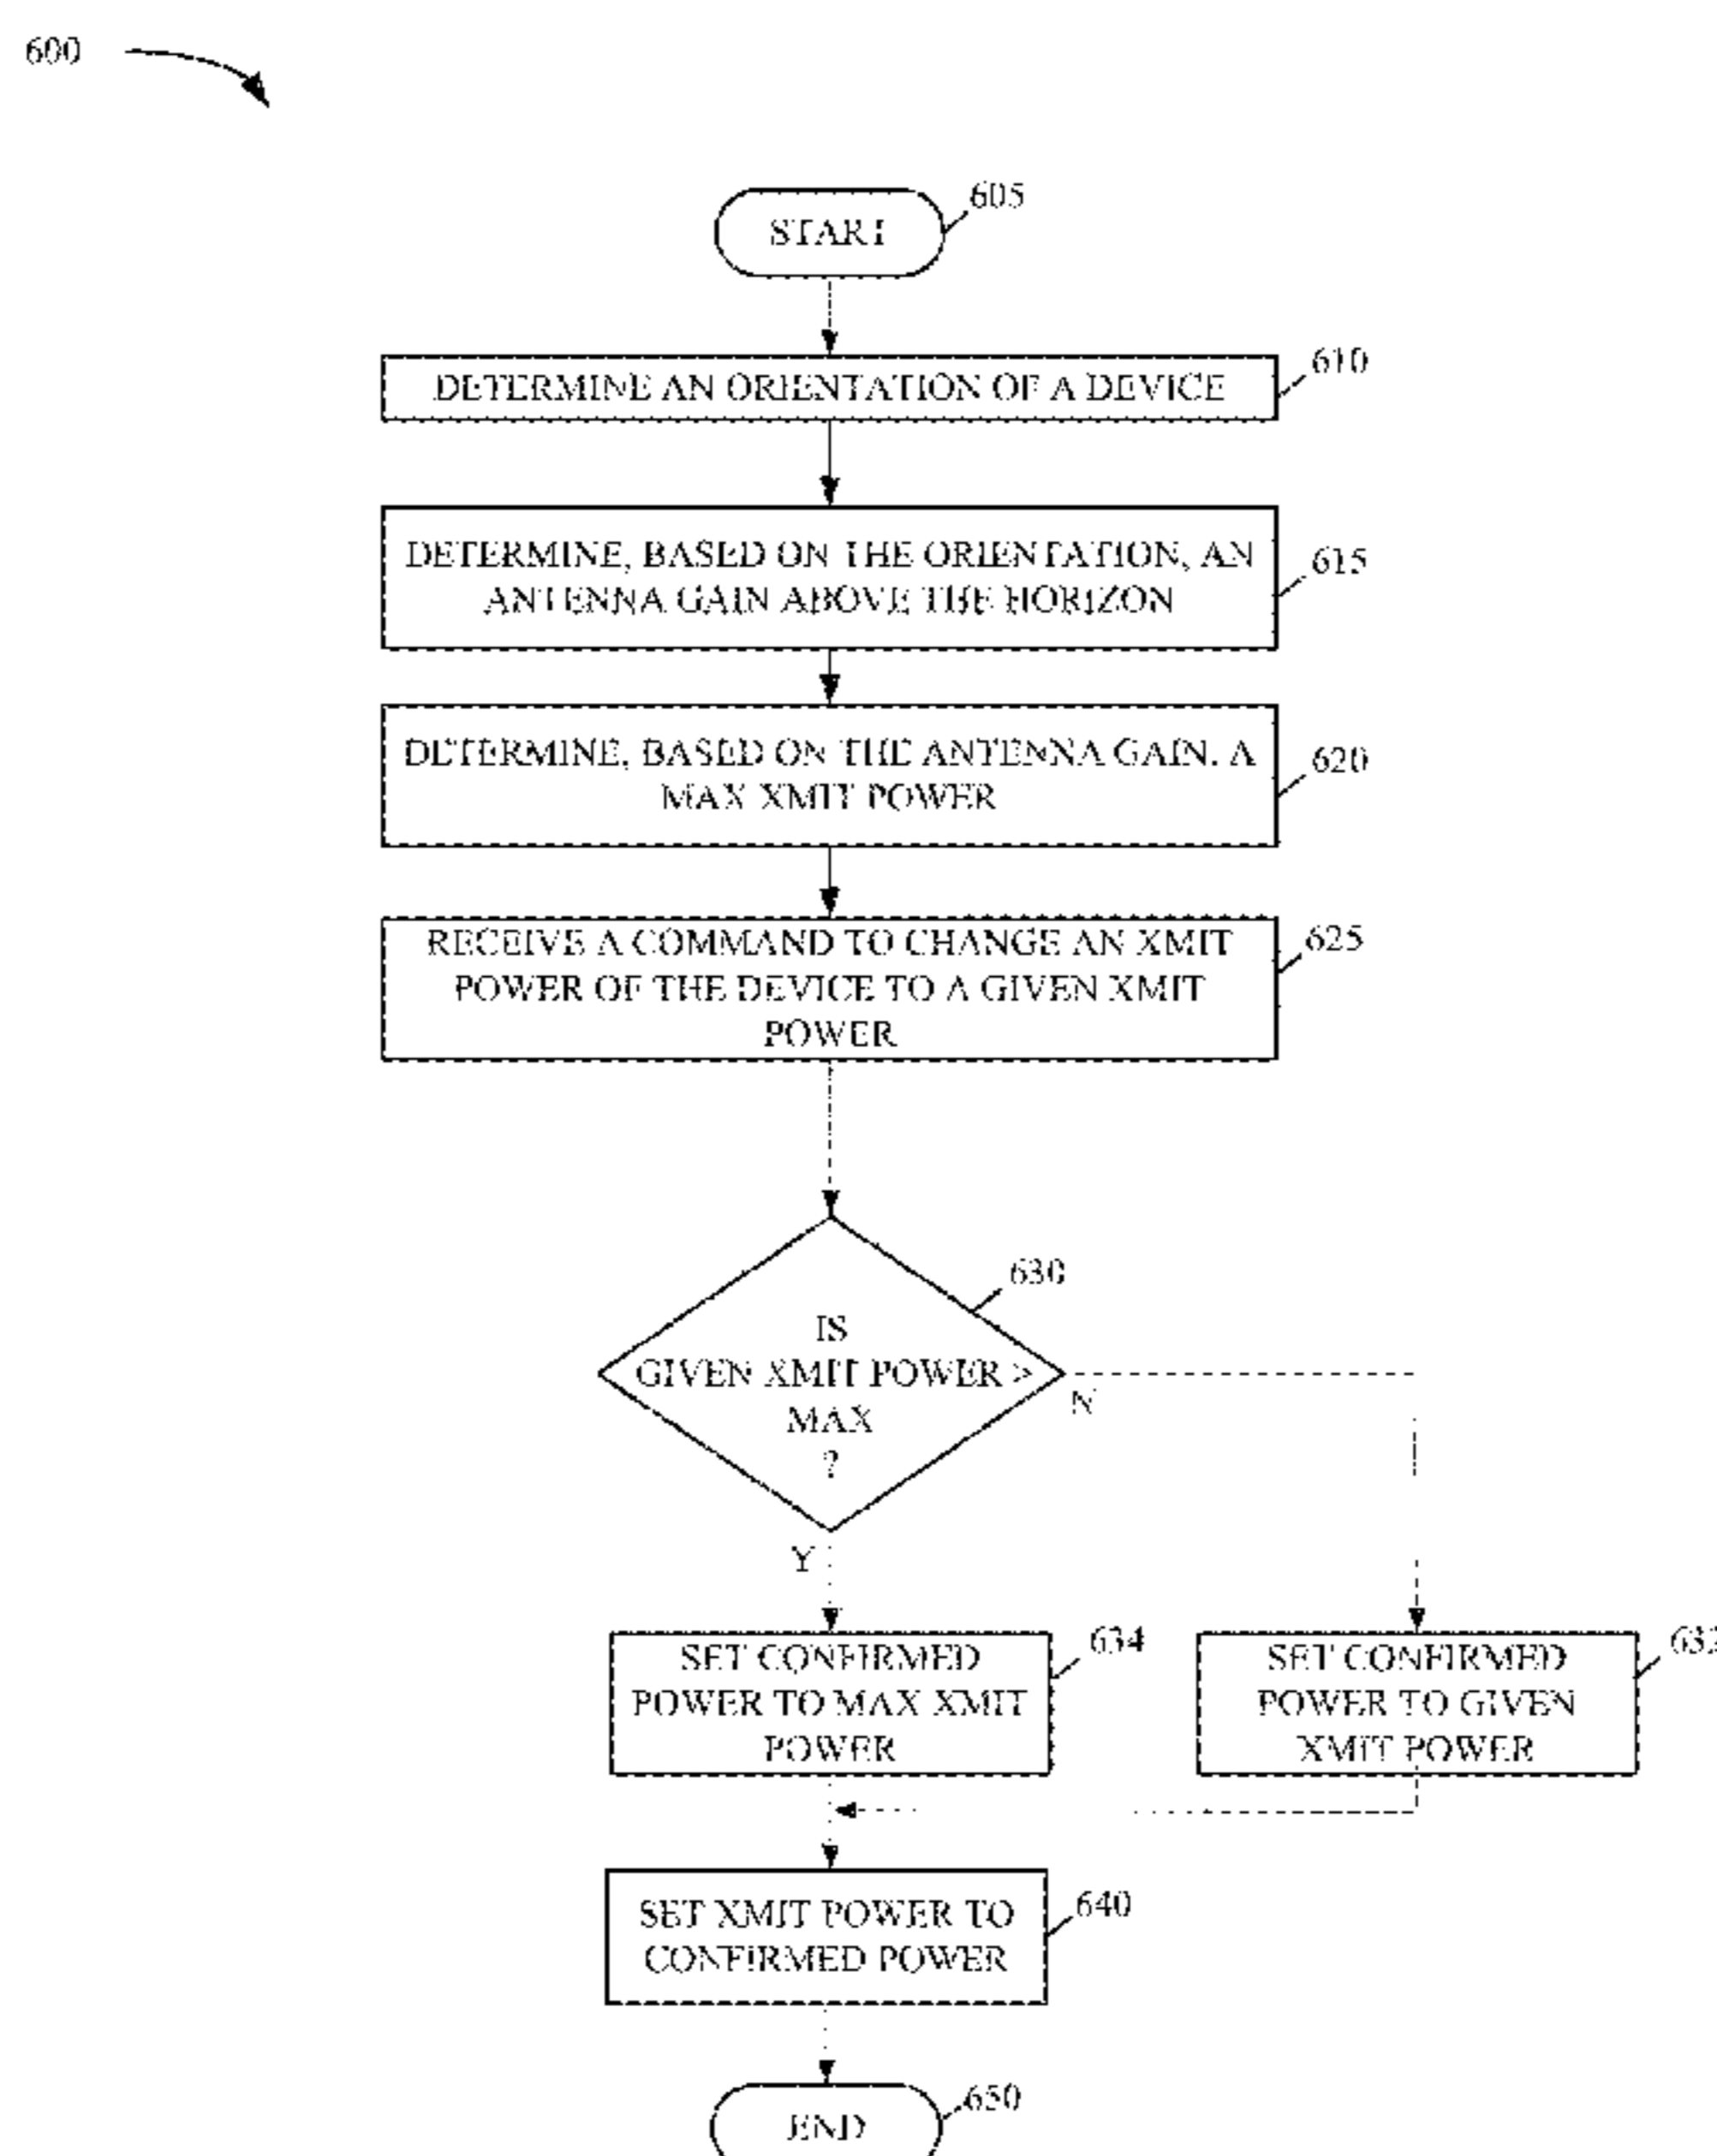 600
START
605
DETERMINE AN ORIENTATION OF A DEVICE
610
DETERMINE, BASED ON THE ORIENTATION, AN
ANTENNA GAIN ABOVE THE HORIZON
615
DETERMINE, BASED ON THE ANTENNA GAIN, A
MAX XMIT POWER
620
RECEIVE A COMMAND TO CHANGE AN XMIT
POWER OF THE DEVICE TO A GIVEN XMIT
POWER
625
630
IS
GIVEN XMIT POWER >
MAX
?
N
Y
SET CONFIRMED
POWER TO MAX XMIT
POWER
634
SET CONFIRMED
POWER TO GIVEN
XMIT POWER
SET XMIT POWER TO
CONFIRMED POWER
640
END
650